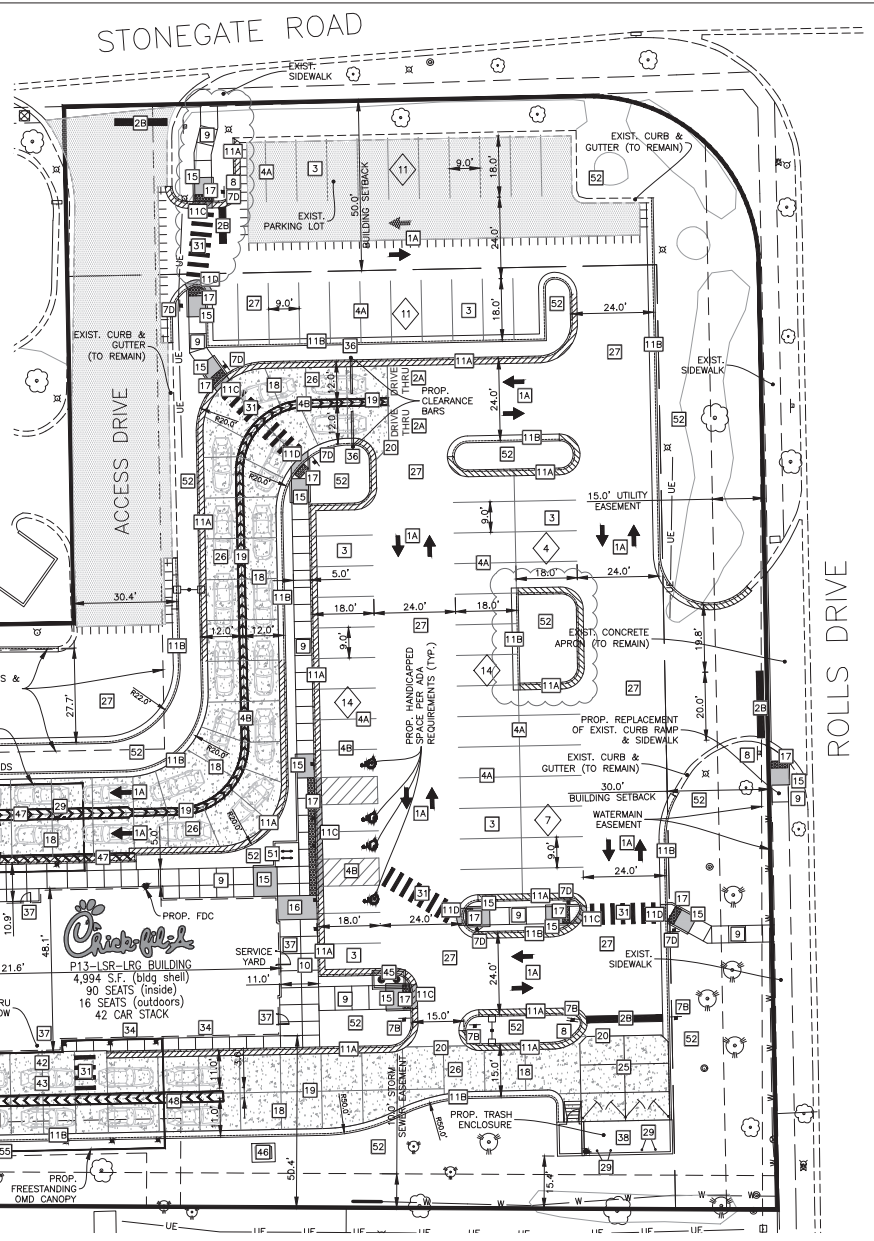 STONEGATE ROAD
EXIST.
SIDEWALK
2B
9
11A
15
17
8
7D
11C
2B
31
11D
17
15
7D
9
4A
3
11
9.0'
18.0'
EXIST. CURB &
GUTTER (TO REMAIN)
52
EXIST.
PARKING LOT
50.0'
BUILDING SETBACK
1A
24.0'
27
9.0'
4A
11
3
18.0'
52
24.0'
11B
27
EXIST.
SIDEWALK
EXIST. CURB &
GUTTER
(TO REMAIN)
UE
UE
11B
36
11A
15
7D
17
11C
18
26
12.0'
DRIVE
THRU
2A
19
4B
31
R20.0'
12.0'
DRIVE
THRU
2A
PROP.
CLEARANCE
BARS
24.0'
1A
11D
7D
36
20
17
52
15
R20.0'
27
11B
52
11A
52
15.0' UTILITY
EASEMENT
UE
UE
ACCESS DRIVE
52
11A
26
19
18
11B
3
5.0'
1A
4A
9.0'
3
4
1A
18.0'
24.0'
30.4'
12.0'
12.0'
18.0'
24.0'
18.0'
27
9
9.0'
11A
11B
52
11A
14
EXIST. CONCRETE
APRON (TO REMAIN)
19.8'
ROLLS DRIVE
11B
27
R22.0'
27.7'
S &
4B
14
4A
4B
PROP. HANDICAPPED
SPACE PER ADA
REQUIREMENTS (TYP.)
27
4A
20.0'
2B
PROP. REPLACEMENT
OF EXIST. CURB RAMP
& SIDEWALK
EXIST. CURB &
GUTTER (TO REMAIN)
8
17
15
9
DS
52
11B
R20.0'
18
15
17
4A
30.0'
BUILDING SETBACK
52
WATERMAIN
EASEMENT
1A
47
29
19
18
1A
26
47
11A
5.0'
52
51
11C
1A
3
7
9.0'
1A
11B
24.0'
9
15
4B
31
10.9'
37
PROP. FDC
16
18.0'
24.0'
11D
15
17
9
11A
7D
17
15
11B
7D
11C
31
11D
17
15
7D
9
48.1'
Chick-fil-A
P13-LSR-LRG BUILDING
4,994 S.F. (bldg shell)
90 SEATS (inside)
16 SEATS (outdoors)
42 CAR STACK
21.6'
SERVICE
YARD
37
11.0'
10
11A
3
45
27
24.0'
1A
EXIST.
SIDEWALK
RU
OW
37
34
34
37
9
15
17
11C
52
7B
15.0'
7B
11A
52
8
7B
11A
2B
7B
52
42
43
31
11.0'
3.0'
11A
20
26
15.0'
18
20
25
19
48
11.0'
18
R50.0'
10.0' STORM
SEWER EASEMENT
11B
R50.0'
PROP. TRASH
ENCLOSURE
38
29
29
11B
55
46
52
50.4'
15.4'
PROP.
FREESTANDING
OMD CANOPY
W
W
W
W
W
UE
UE
UE
UE
UE
UE
UE